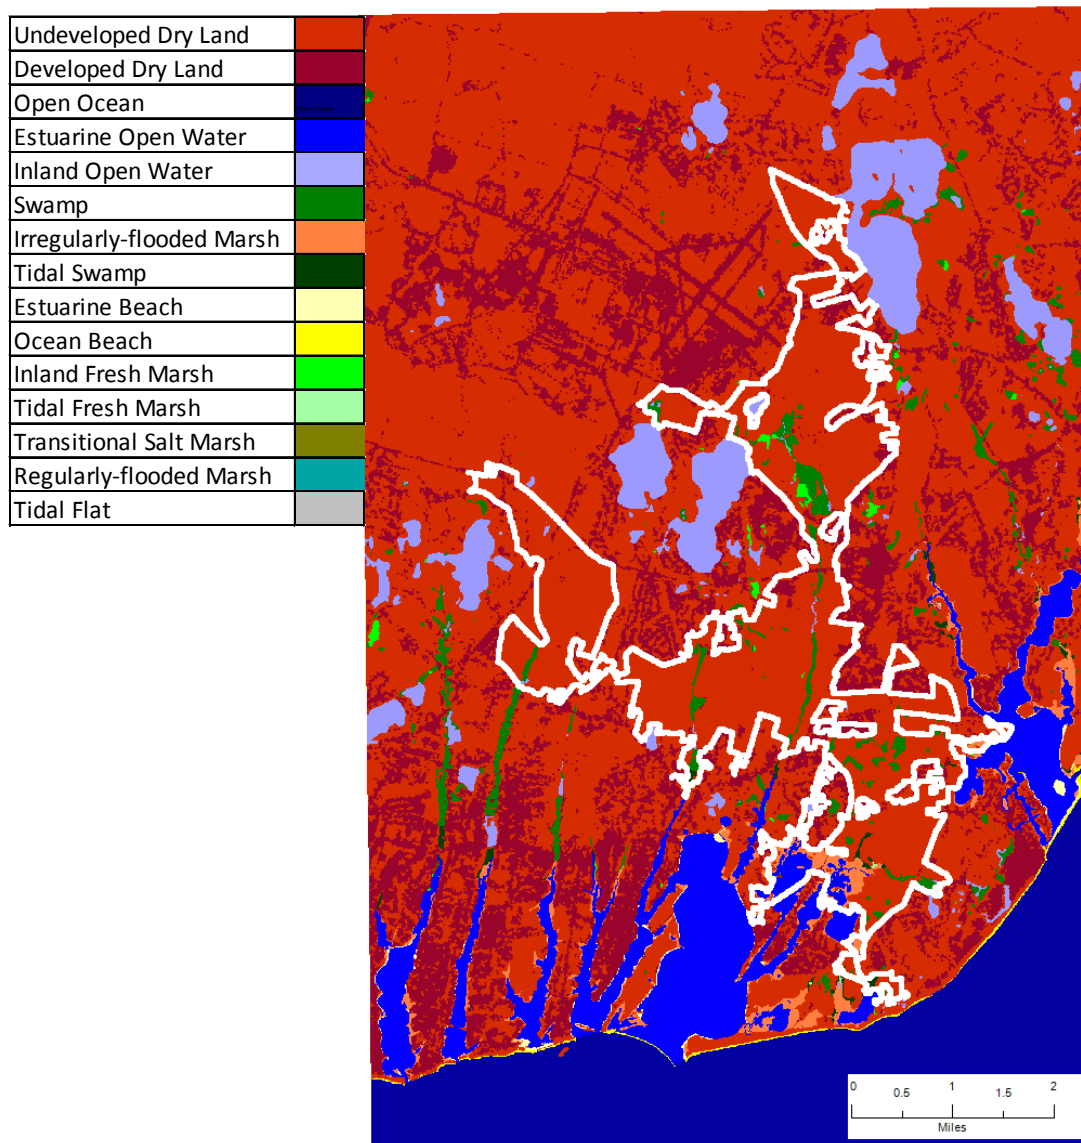 Undeveloped Dry Land
Developed Dry Land
Open Ocean
Estuarine Open Water
Inland Open Water
Swamp
Irregularly-flooded Marsh
Tidal Swamp
Estuarine Beach
Ocean Beach
Inland Fresh Marsh
Tidal Fresh Marsh
Transitional Salt Marsh
Regularly-flooded Marsh
Tidal Flat
0 0.5 1 1.5 2
Miles